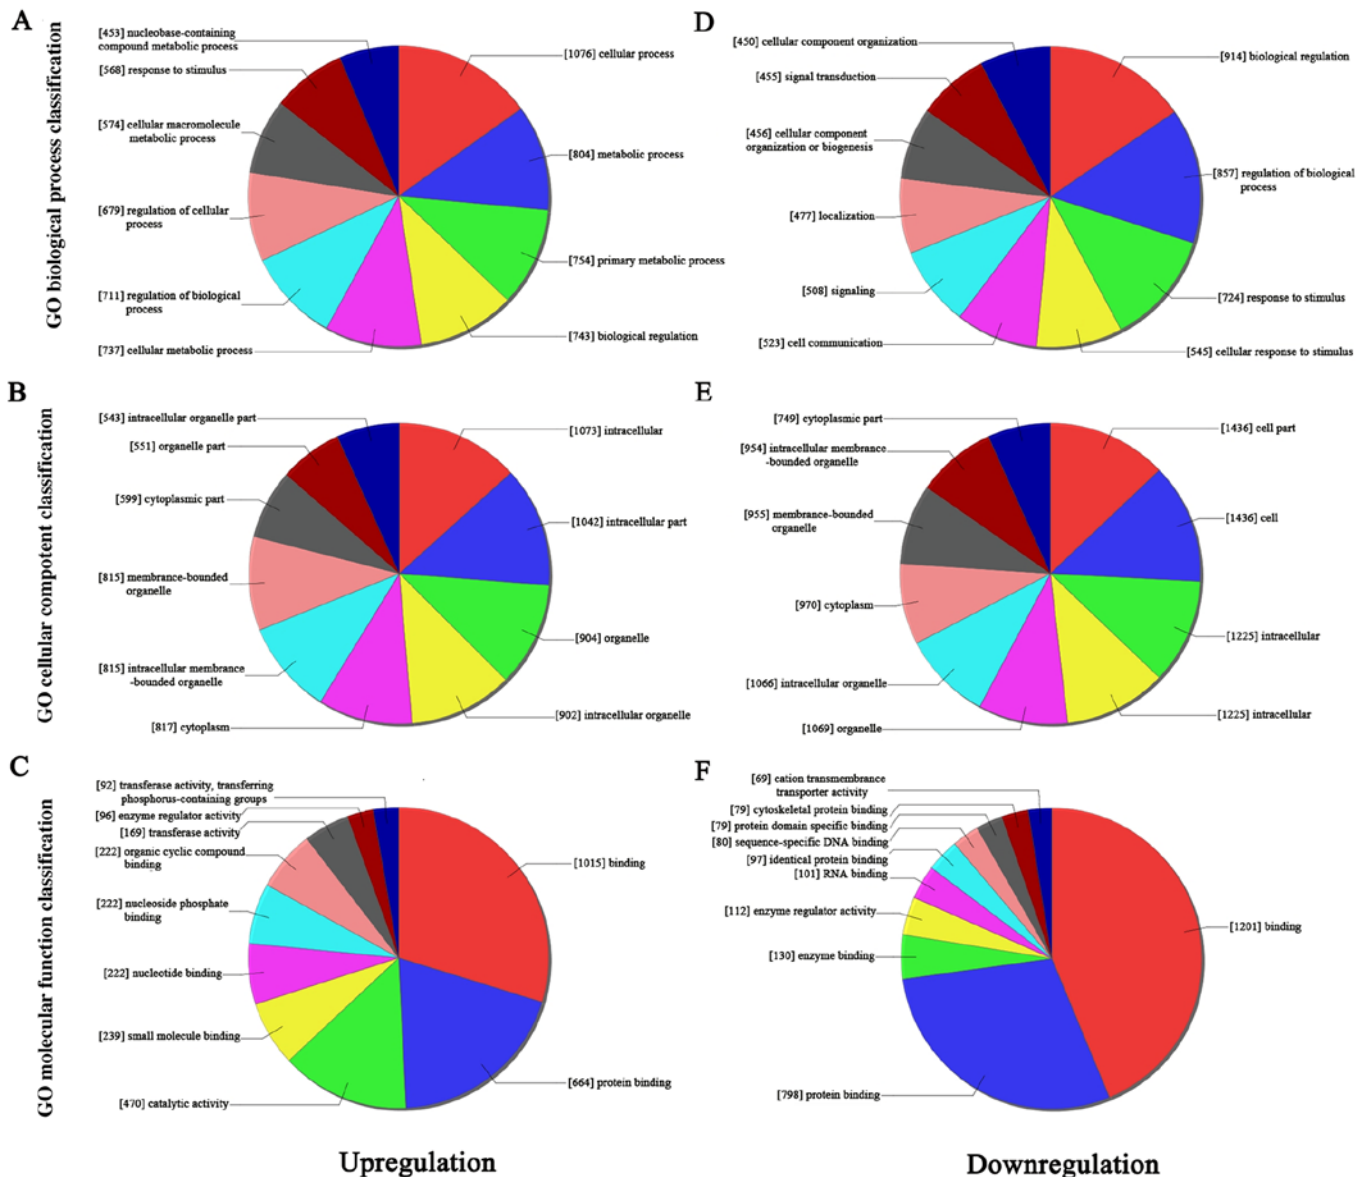 A
GO biological process classification
[453] nucleobase-containing
compound metabolic process
[568] response to stimulus
[574] cellular macromolecule
metabolic process
[679] regulation of cellular
process
[711] regulation of biological
process
[737] cellular metabolic process
[1076] cellular process
[804] metabolic process
[754] primary metabolic process
[743] biological regulation
D
[450] cellular component organization
[455] signal transduction
[456] cellular component
organization or biogenesis
[477] localization
[508] signaling
[523] cell communication
[914] biological regulation
[857] regulation of biological
process
[724] response to stimulus
[545] cellular response to stimulus
B
GO cellular compotent classification
[543] intracellular organelle part
[551] organelle part
[599] cytoplasmic part
[815] membrance-bounded
organelle
[815] intracellular membrance
-bounded organelle
[817] cytoplasm
[1073] intracellular
[1042] intracellular part
[904] organelle
[902] intracellular organelle
E
[749] cytoplasmic part
[954] intracellular membrance
-bounded organelle
[955] membrance-bounded
organelle
[970] cytoplasm
[1066] intracellular organelle
[1069] organelle
[1436] cell part
[1436] cell
[1225] intracellular
[1225] intracellular
C
GO molecular function classification
[92] transferase activity, transferring
phosphorus-containing groups
[96] enzyme regulator activity
[169] transferase activity
[222] organic cyclic compound
binding
[222] nucleoside phosphate
binding
[222] nucleotide binding
[239] small molecule binding
[470] catalytic activity
[1015] binding
[664] protein binding
F
[69] cation transmembrance
transporter activity
[79] cytoskeletal protein binding
[79] protein domain specific binding
[80] sequence-specific DNA binding
[97] identical protein binding
[101] RNA binding
[112] enzyme regulator activity
[130] enzyme binding
[798] protein binding
[1201] binding
Upregulation
Downregulation